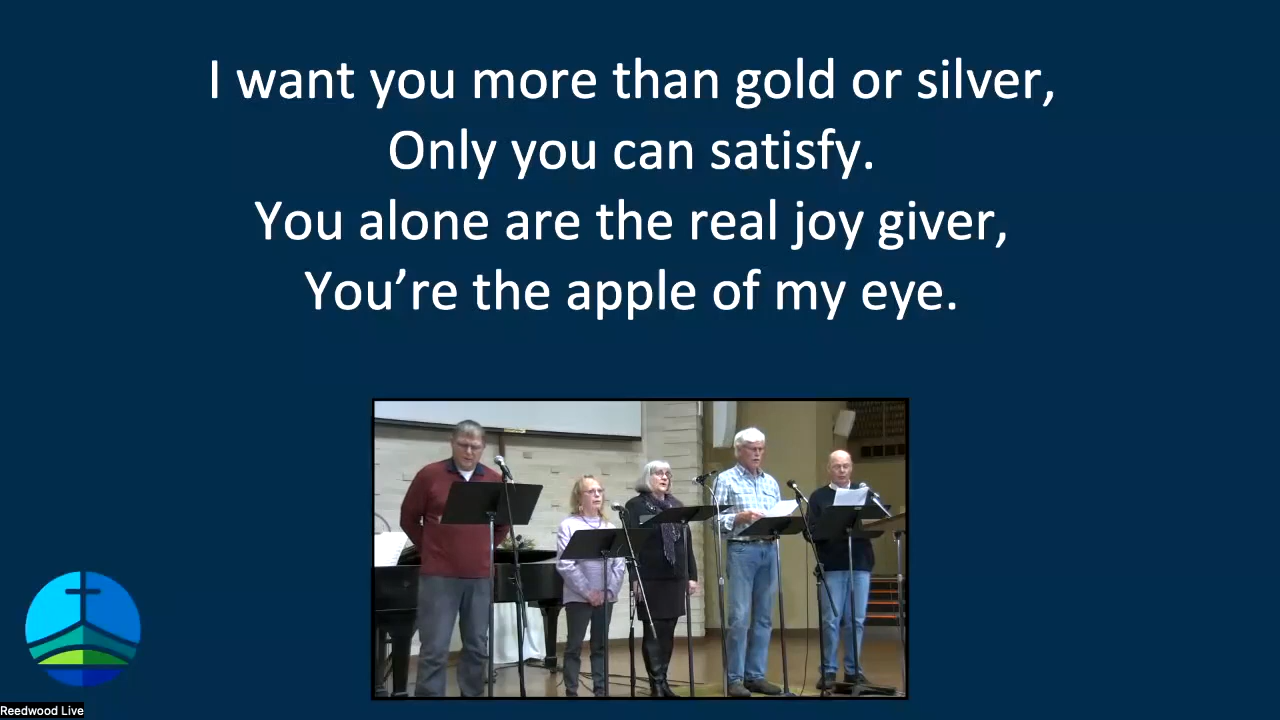 I want you more than gold or silver,
Only you can satisfy.
You alone are the real joy giver,
You’re the apple of my eye.
Reedwood Live